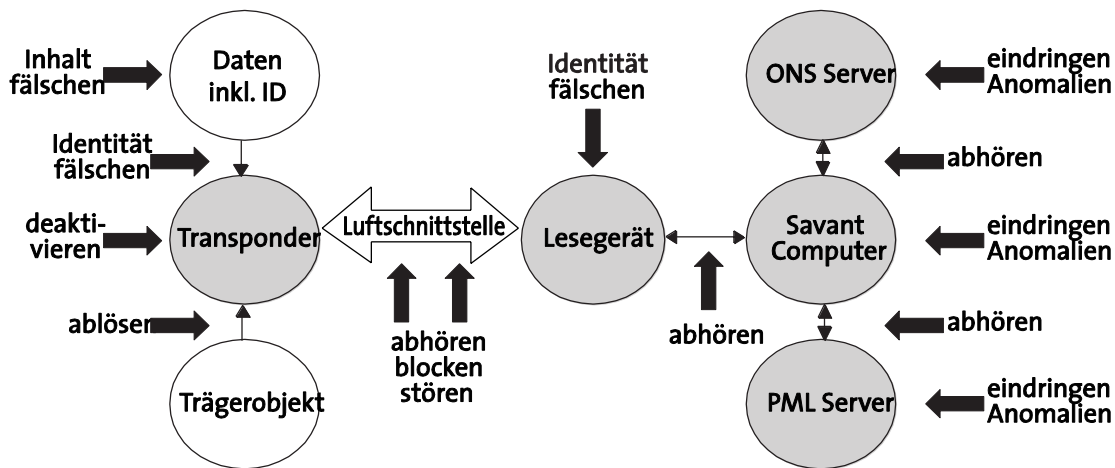 Inhalt
fälschen
Daten
inkl. ID
Identität
fälschen
deakti-
vieren
Transponder
ablösen
Trägerobjekt
Luftschnittstelle
abhören
blocken
stören
Identität
fälschen
Lesegerät
abhören
ONS Server
eindringen
Anomalien
abhören
Savant
Computer
eindringen
Anomalien
abhören
PML Server
eindringen
Anomalien